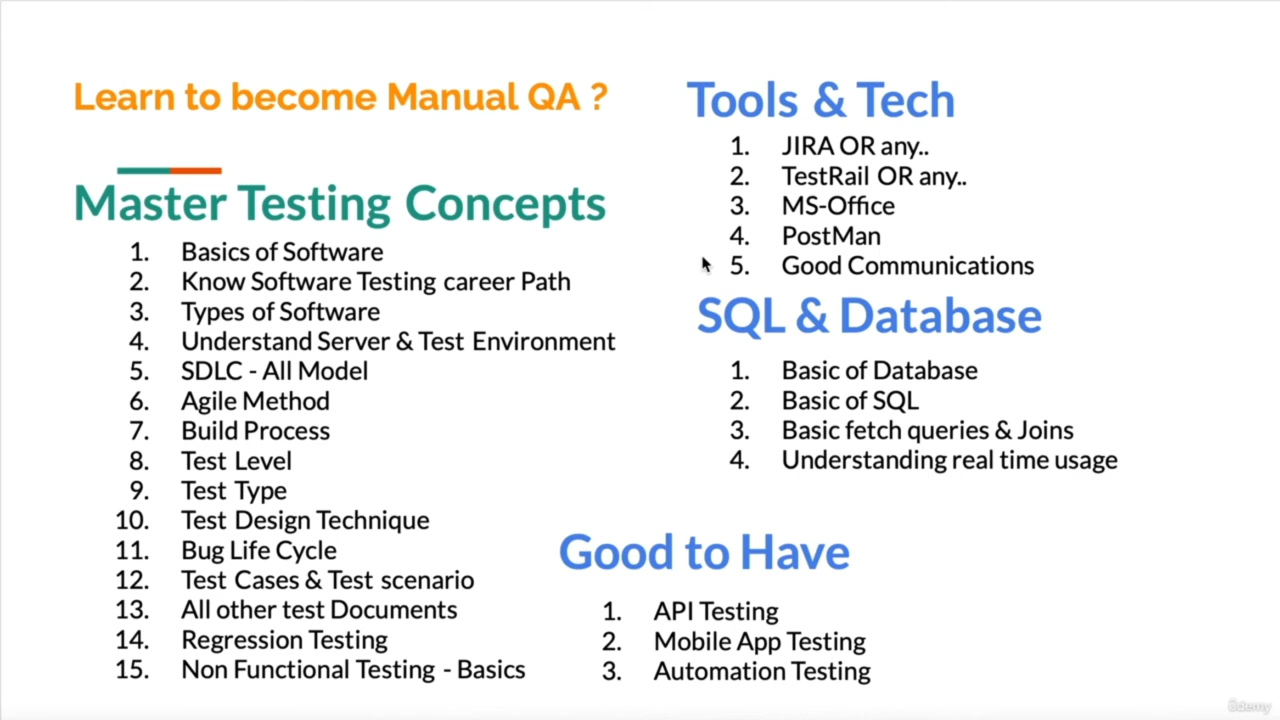 Learn to become Manual QA ?
Master Testing Concepts
1. Basics of Software
2. Know Software Testing career Path
3. Types of Software
4. Understand Server & Test Environment
5. SDLC - All Model
6. Agile Method
7. Build Process
8. Test Level
9. Test Type
10. Test Design Technique
11. Bug Life Cycle
12. Test Cases & Test scenario
13. All other test Documents
14. Regression Testing
15. Non Functional Testing - Basics
Tools & Tech
1. JIRA OR any..
2. TestRail OR any..
3. MS-Office
4. PostMan
5. Good Communications
SQL & Database
1. Basic of Database
2. Basic of SQL
3. Basic fetch queries & Joins
4. Understanding real time usage
Good to Have
1. API Testing
2. Mobile App Testing
3. Automation Testing
ûdemy